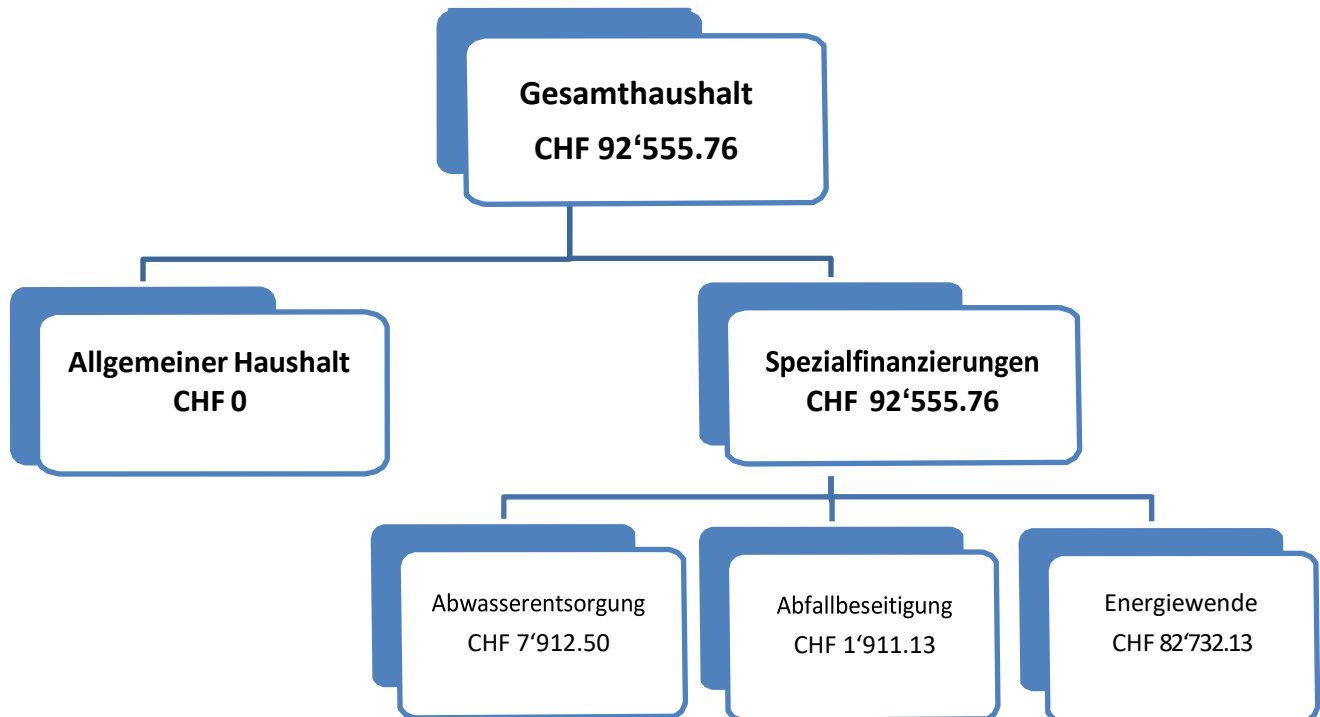 Gesamthaushalt
CHF 92‘555.76
Allgemeiner Haushalt
CHF 0
Spezialfinanzierungen
CHF 92‘555.76
Abwasserentsorgung
CHF 7‘912.50
Abfallbeseitigung
CHF 1‘911.13
Energiewende
CHF 82‘732.13